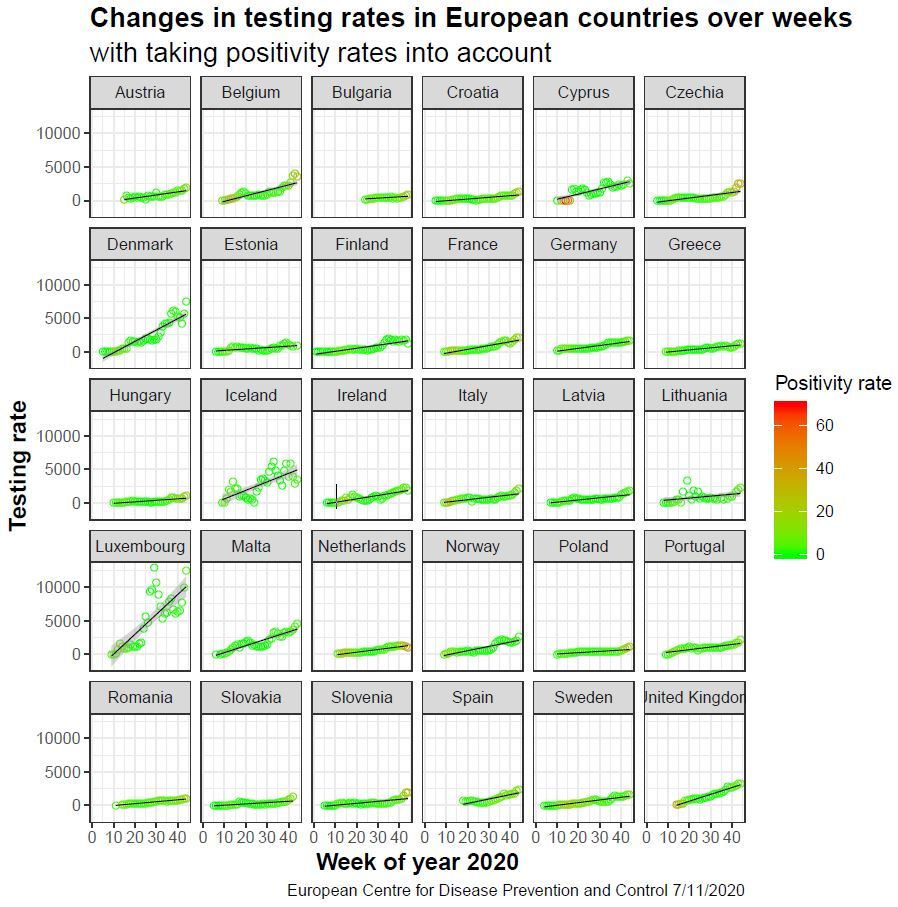 Changes in testing rates in European countries over weeks
with taking positivity rates into account
Austria Belgium Bulgaria Croatia Cyprus Czechia
10000
5000
0
Denmark Estonia Finland France Germany Greece
10000
5000
0
Hungary Iceland Ireland Italy Latvia Lithuania
10000
5000
0
Luxembourg Malta Netherlands Norway Poland Portugal
10000
5000
0
Romania Slovakia Slovenia Spain Sweden United Kingdom
10000
5000
0
0 10 20 30 40 0 10 20 30 40 0 10 20 30 40 0 10 20 30 40 0 10 20 30 40 0 10 20 30 40
Testing rate
Week of year 2020
European Centre for Disease Prevention and Control 7/11/2020
Positivity rate
60
40
20
0